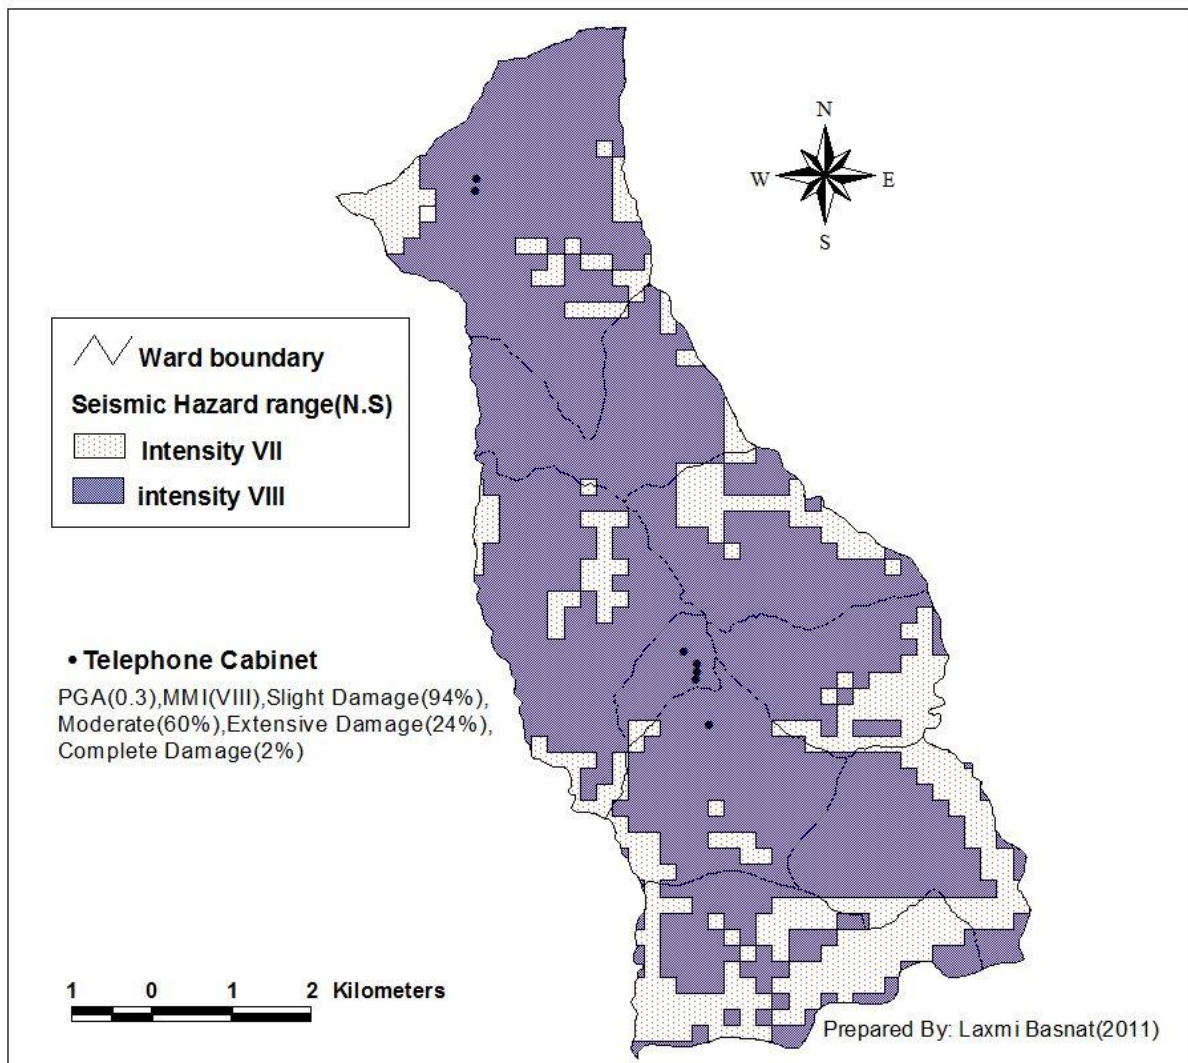 N
W E
S
Ward boundary
Seismic Hazard range(N.S)
Intensity VII
intensity VIII
• Telephone Cabinet
PGA(0.3),MMI(VIII),Slight Damage(94%),
Moderate(60%),Extensive Damage(24%),
Complete Damage(2%)
1 0 1 2 Kilometers
Prepared By: Laxmi Basnat(2011)